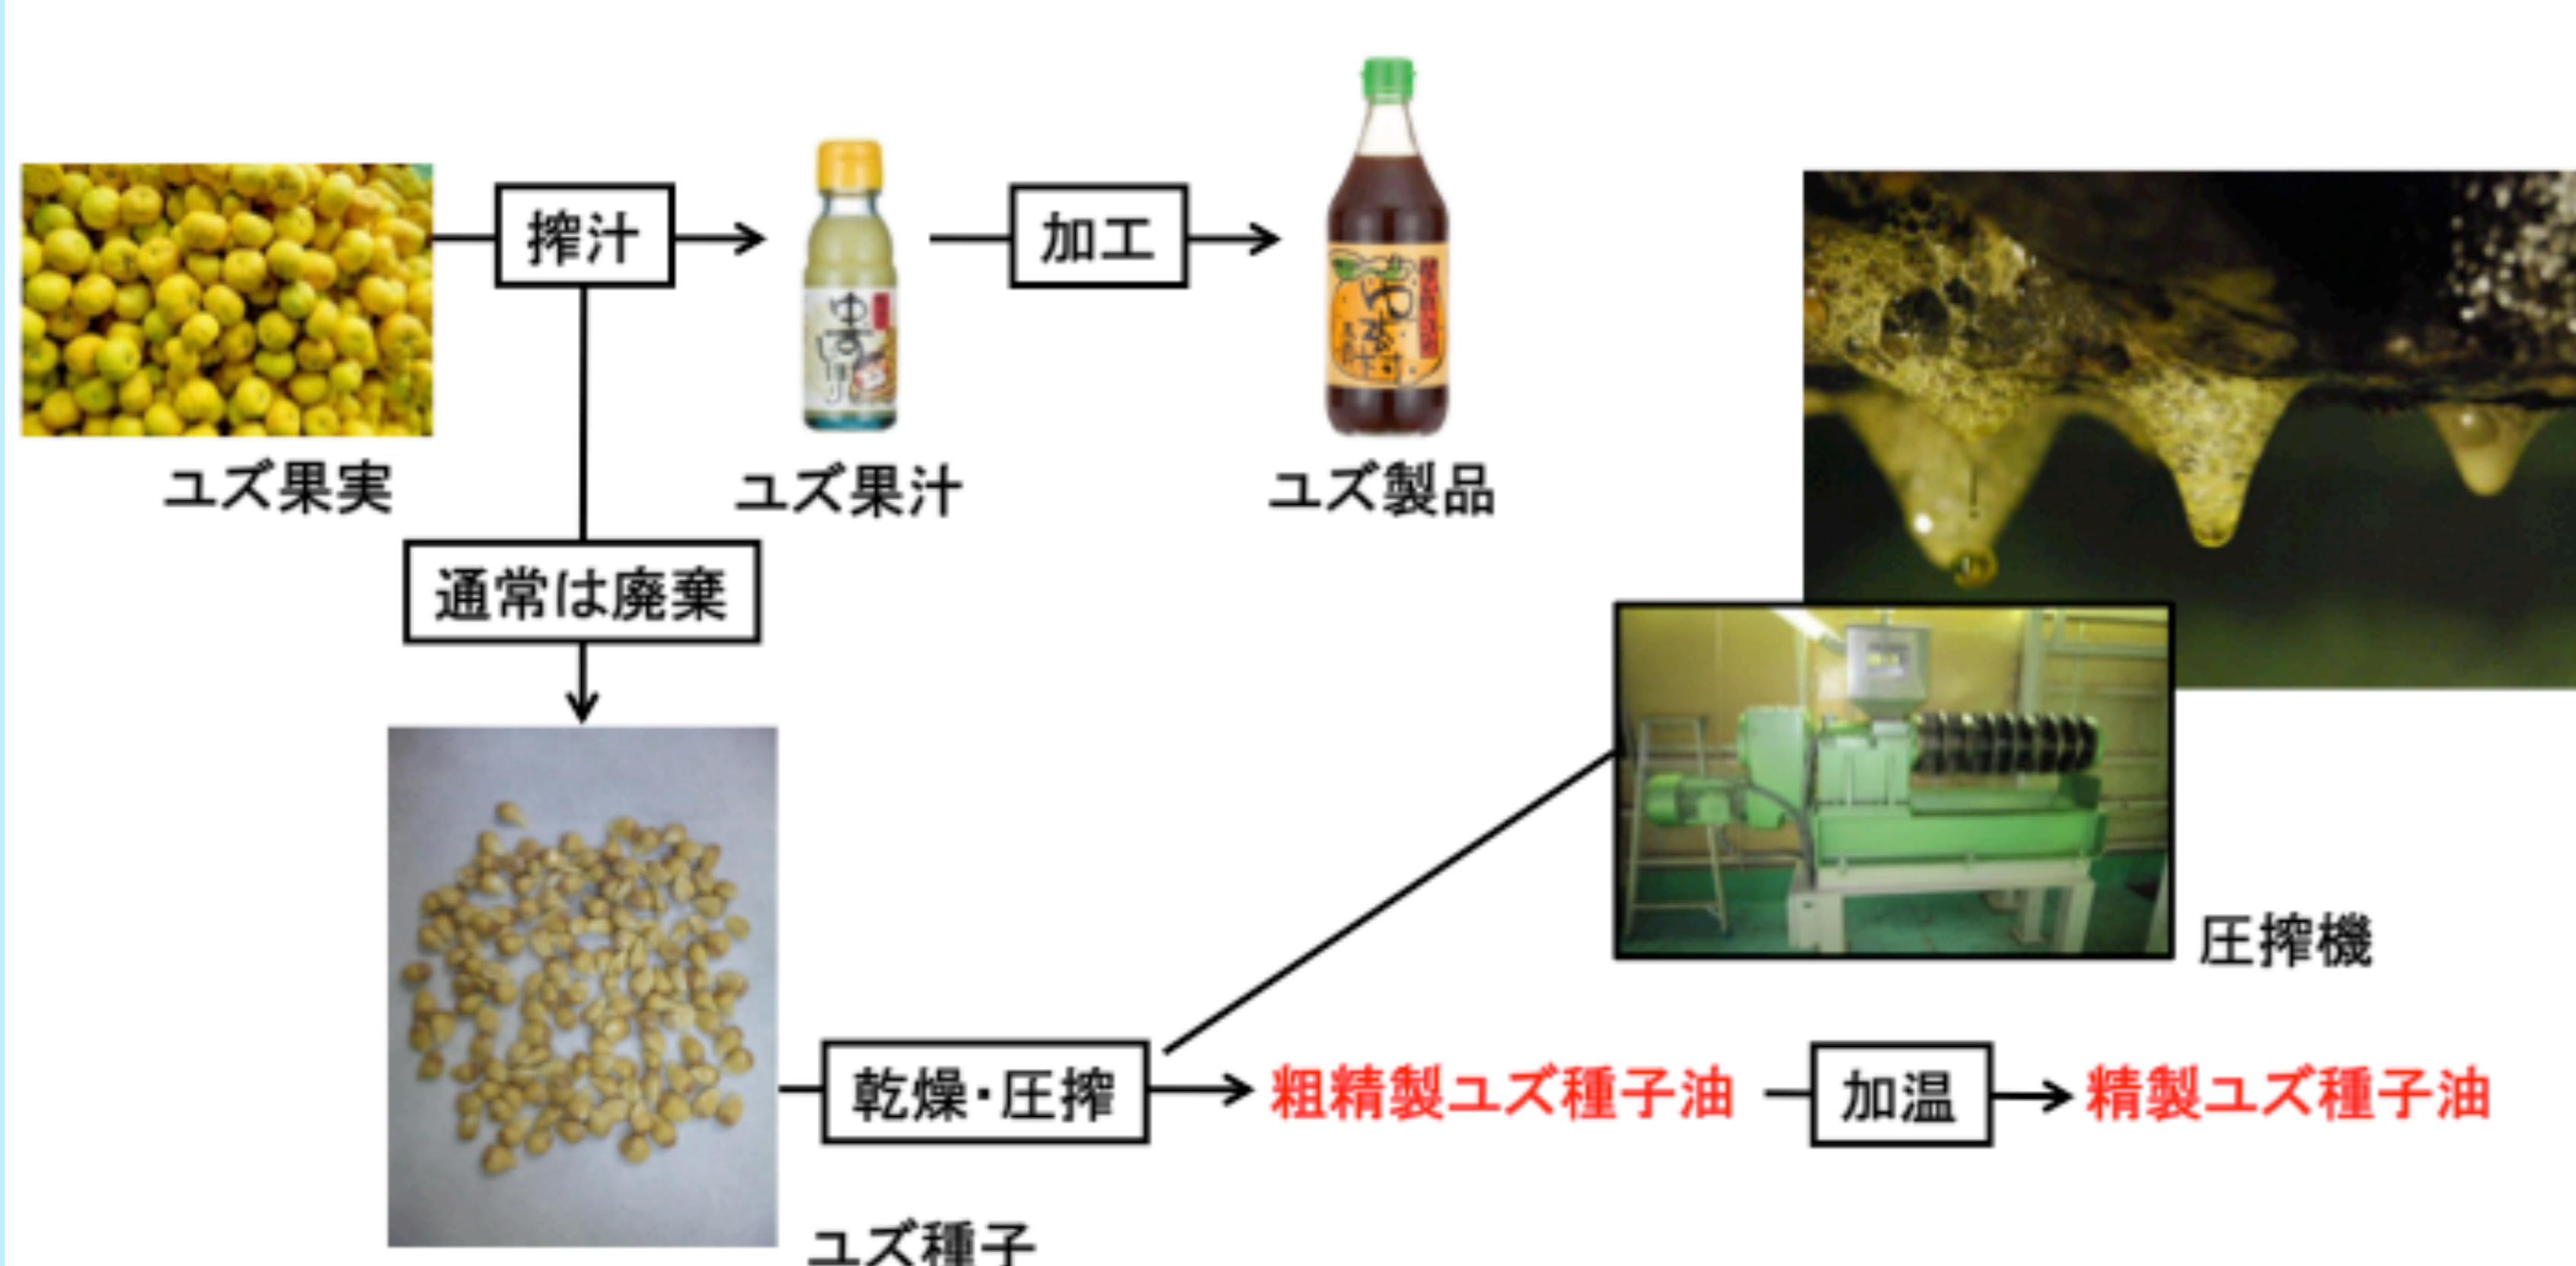 搾汁
加工
ユズ果実
ユズ果汁
ユズ製品
通常は廃棄
圧搾機
乾燥・圧搾
粗精製ユズ種子油
加温
精製ユズ種子油
ユズ種子